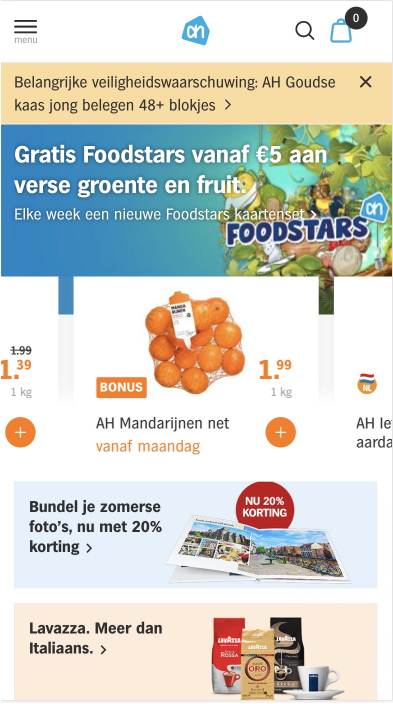 menu
0
Belangrijke veiligheidswaarschuwing: AH Goudse
kaas jong belegen 48+ blokjes
Gratis Foodstars vanaf €5 aan
verse groente en fruit.
Elke week een nieuwe Foodstars kaartenset
FOODSTARS
1.99
1.39
1 kg
MANDA
RIJNEN
BONUS
1.99
1 kg
AH Mandarijnen net
vanaf maandag
NL
AH Ie
aarda
Bundel je zomerse
foto's, nu met 20%
korting
NU 20%
KORTING
Lavazza. Meer dan
Italiaans.
LAVAZZA
ROSSA
LAVAZZA
ORO
LAVAZZA